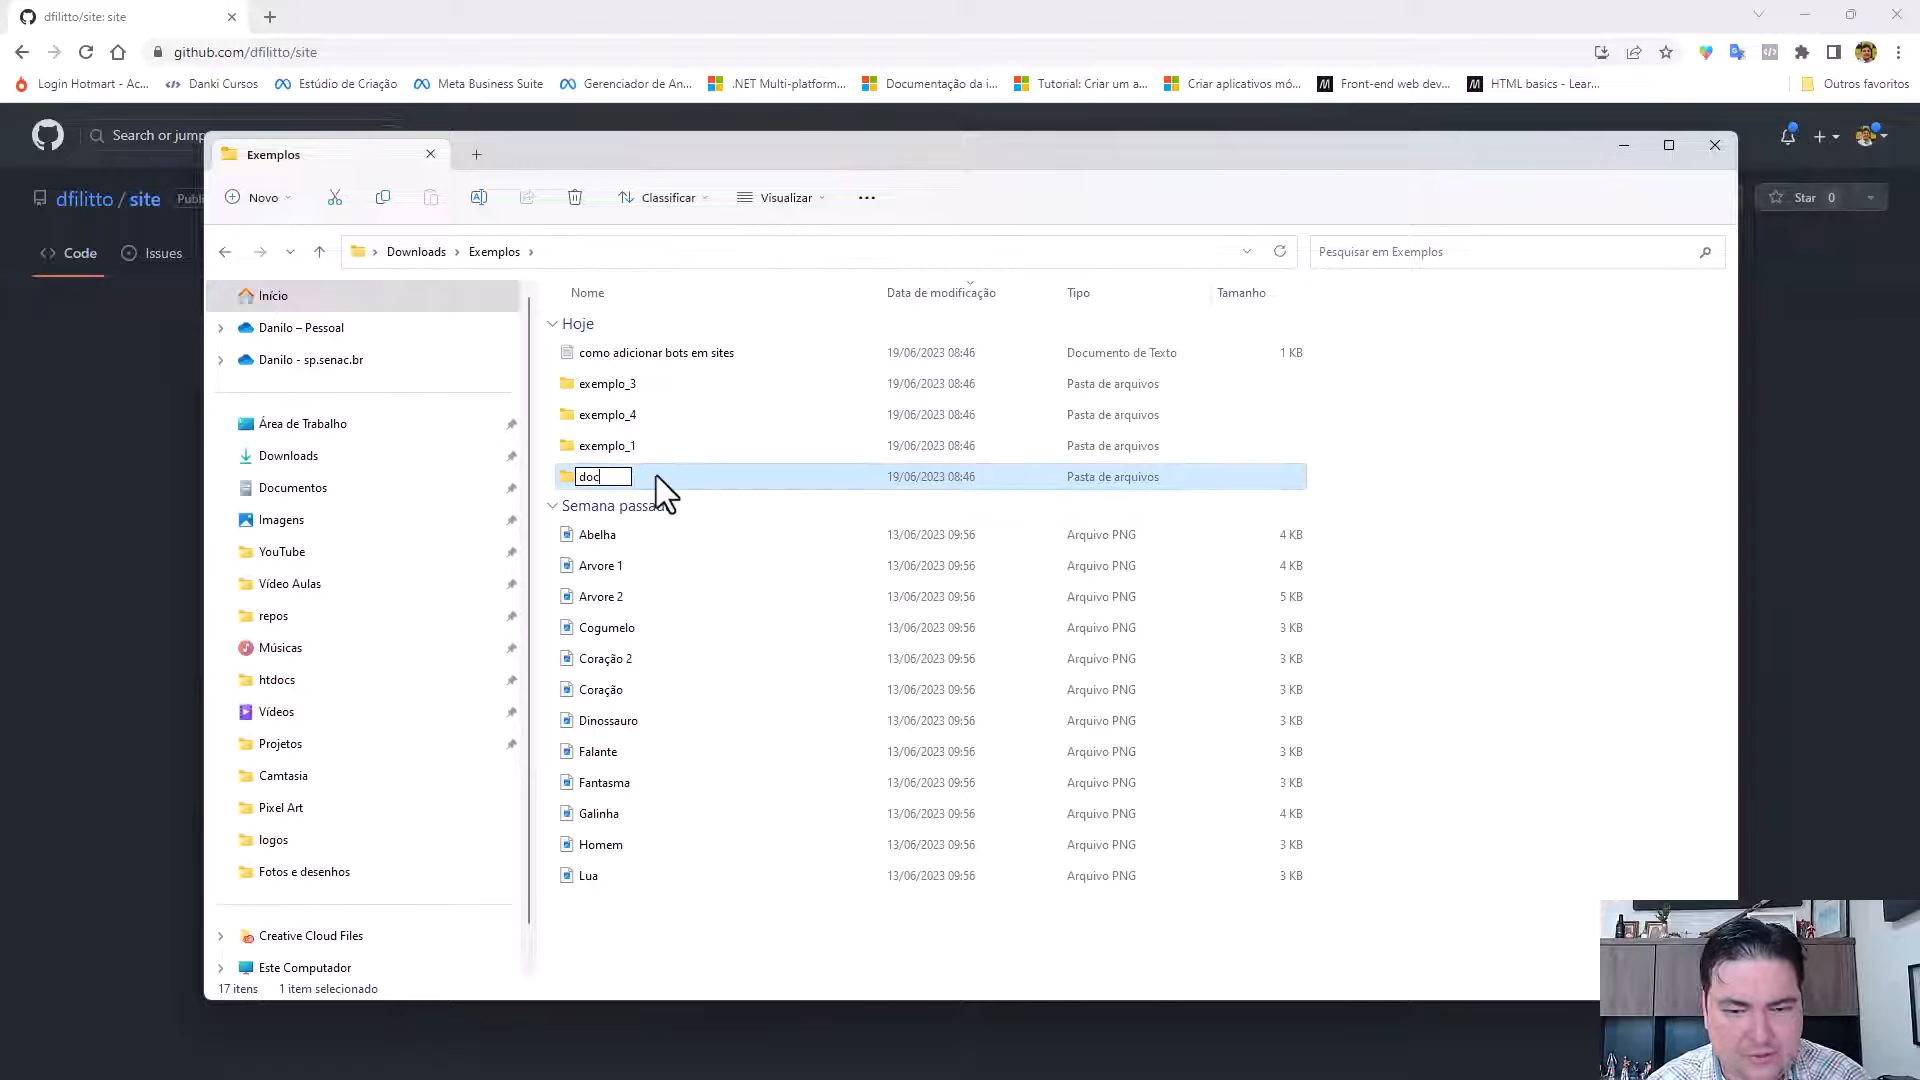 dfilitto/site: site
github.com/dfilitto/site
Login Hotmart - Ac...
Danki Cursos
Estúdio de Criação
Meta Business Suite
Gerenciador de An...
.NET Multi-platform...
Documentação da i...
Tutorial: Criar um a...
Criar aplicativos mó...
Front-end web dev...
HTML basics - Lear...
Outros favoritos
Search or jump
Exemplos
dfilitto / site
Publi
Novo
Classificar
Visualizar
Star 0
Code
Issues
Downloads
Exemplos
Pesquisar em Exemplos
Nome
Data de modificação
Tipo
Tamanho
Início
Danilo – Pessoal
Danilo - sp.senac.br
Área de Trabalho
Downloads
Documentos
Imagens
YouTube
Vídeo Aulas
repos
Músicas
htdocs
Vídeos
Projetos
Camtasia
Pixel Art
logos
Fotos e desenhos
Creative Cloud Files
Este Computador
Hoje
como adicionar bots em sites 19/06/2023 08:46 Documento de Texto 1 KB
exemplo_3 19/06/2023 08:46 Pasta de arquivos
exemplo_4 19/06/2023 08:46 Pasta de arquivos
exemplo_1 19/06/2023 08:46 Pasta de arquivos
doc 19/06/2023 08:46 Pasta de arquivos
Semana passada
Abelha 13/06/2023 09:56 Arquivo PNG 4 KB
Arvore 1 13/06/2023 09:56 Arquivo PNG 4 KB
Arvore 2 13/06/2023 09:56 Arquivo PNG 5 KB
Cogumelo 13/06/2023 09:56 Arquivo PNG 3 KB
Coração 2 13/06/2023 09:56 Arquivo PNG 3 KB
Coração 13/06/2023 09:56 Arquivo PNG 3 KB
Dinossauro 13/06/2023 09:56 Arquivo PNG 3 KB
Falante 13/06/2023 09:56 Arquivo PNG 3 KB
Fantasma 13/06/2023 09:56 Arquivo PNG 3 KB
Galinha 13/06/2023 09:56 Arquivo PNG 4 KB
Homem 13/06/2023 09:56 Arquivo PNG 3 KB
Lua 13/06/2023 09:56 Arquivo PNG 3 KB
17 itens
1 item selecionado